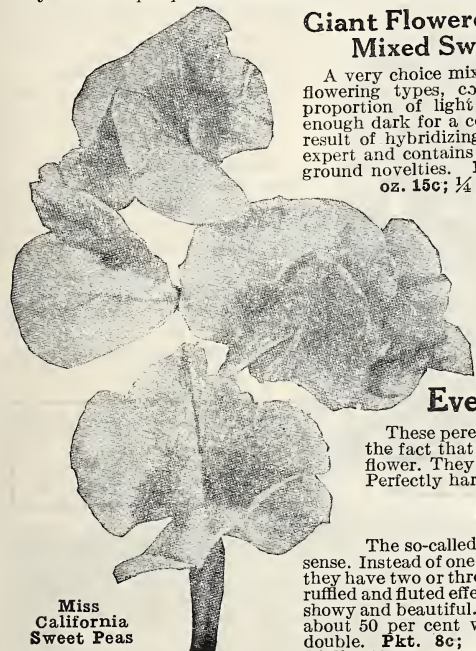 Giant Flowere
Mixed Sw
A very choice mix
flowering types, co
proportion of light
enough dark for a co
result of hybridizing
expert and contains
ground novelties.
oz. 15c; ¼
Eve
These pere
the fact that
flower. They
Perfectly har
The so-called
sense. Instead of one
they have two or thre
ruffled and fluted effe
showy and beautiful.
about 50 per cent w
double. Pkt. 8c;
Miss
California
Sweet Peas